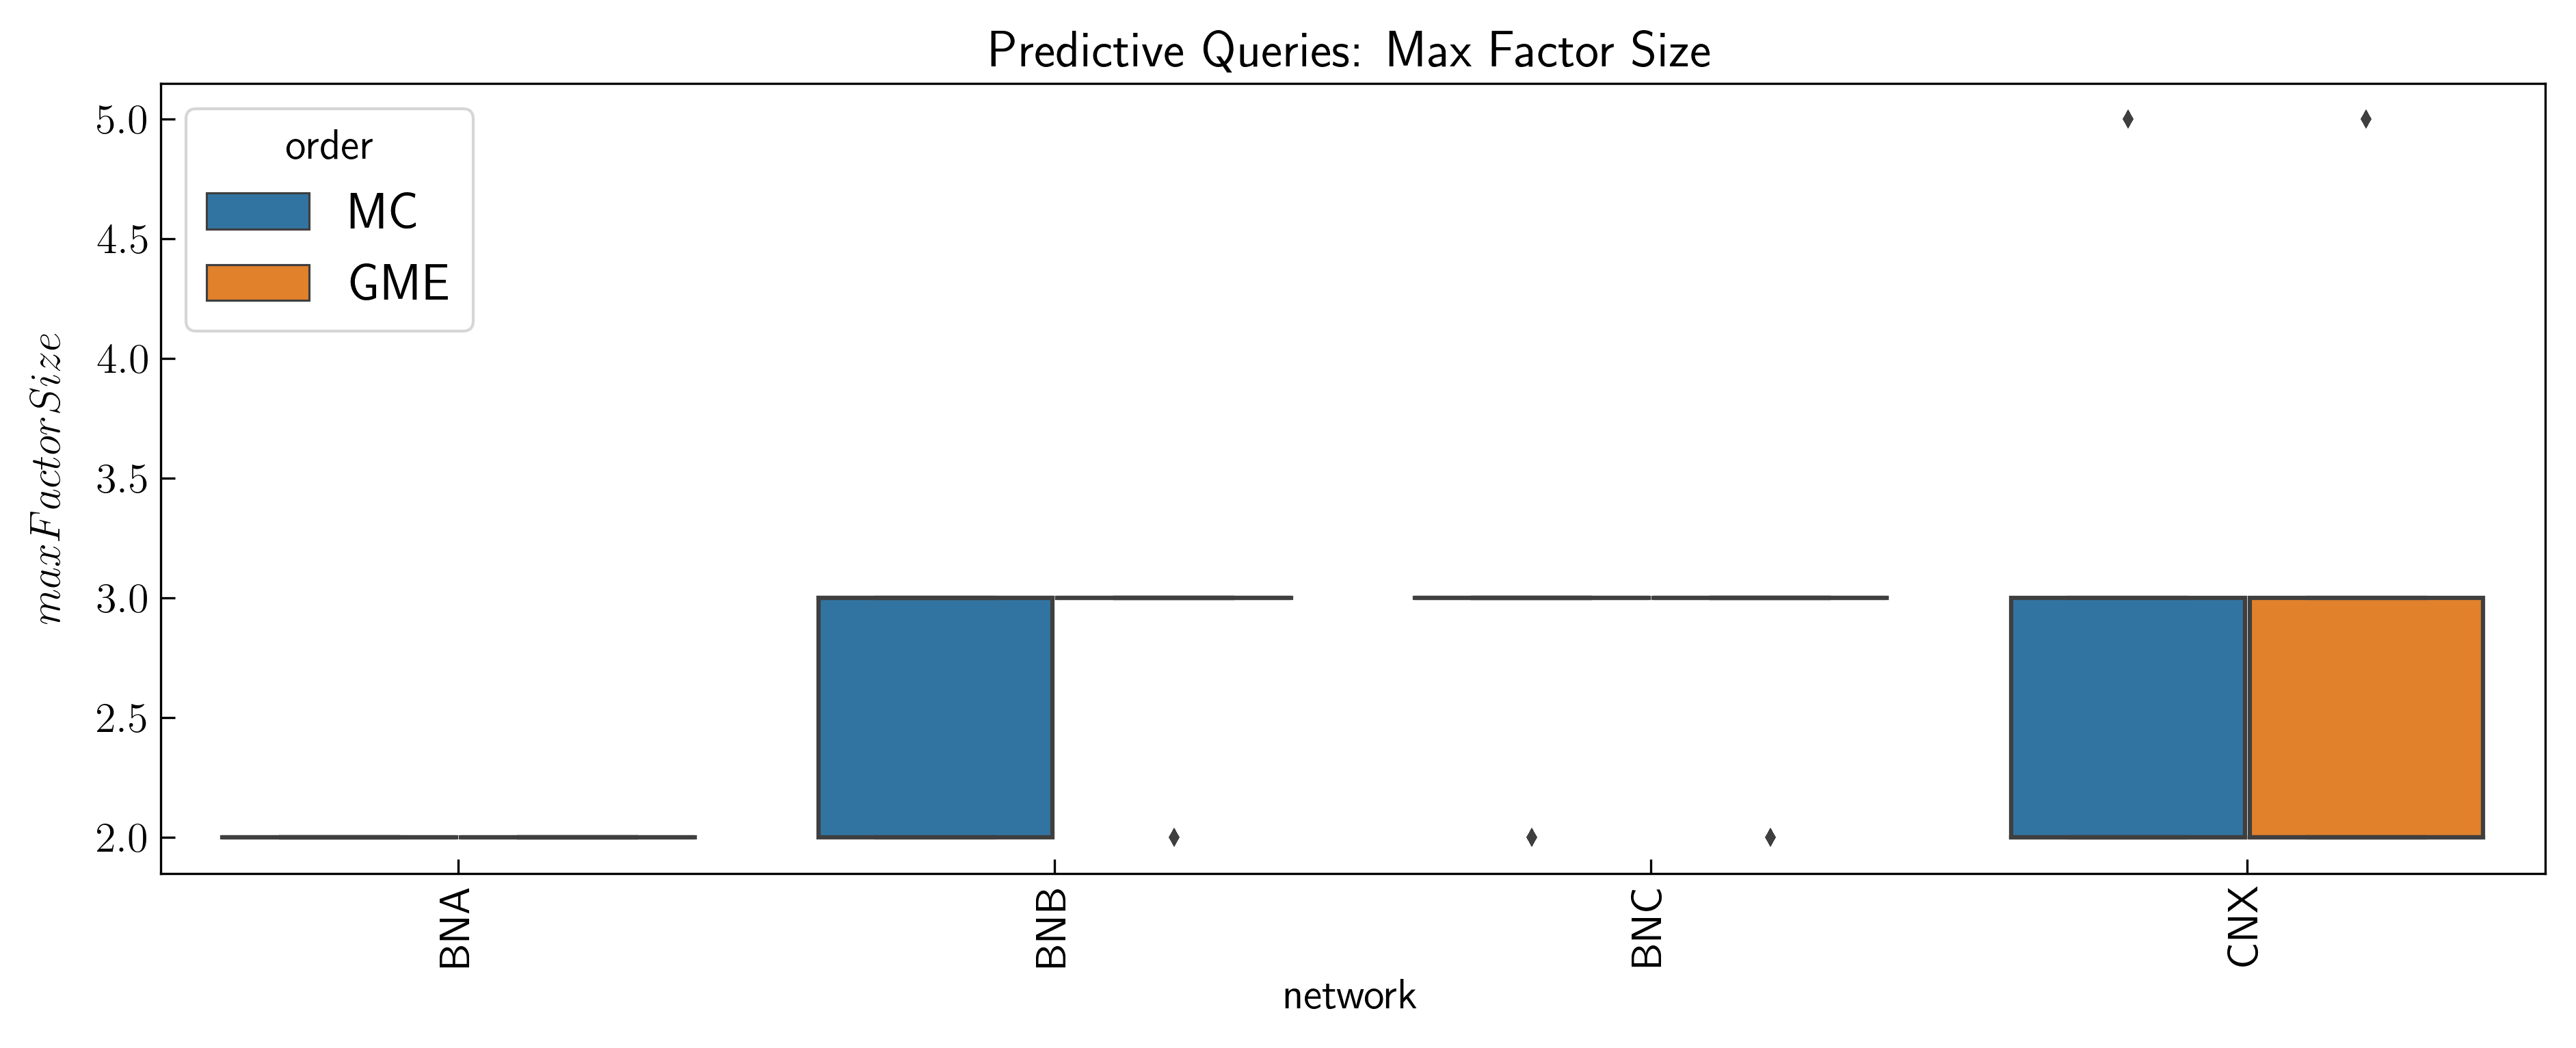 Predictive Queries: Max Factor Size
order
MC
GME
maxFactorSize
5.0
4.5
4.0
3.5
3.0
2.5
2.0
BNA
BNB
BNC
CNX
network